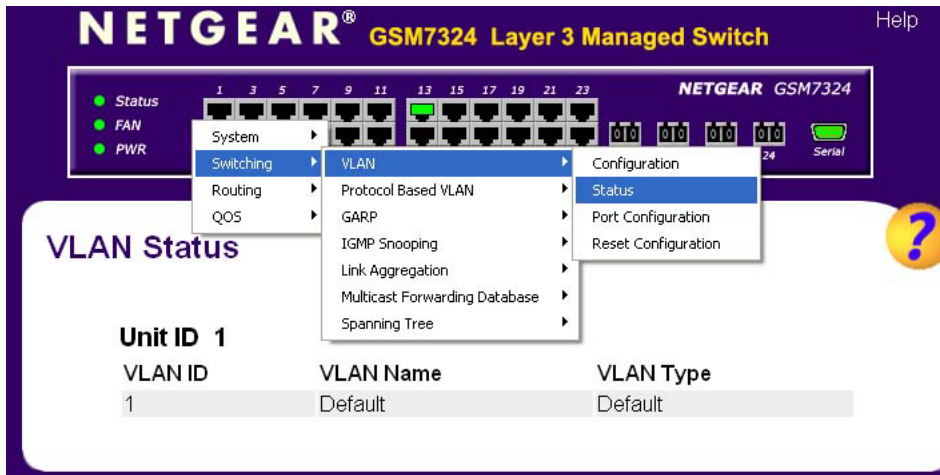 NETGEAR® GSM7324 Layer 3 Managed Switch
Help
1 3 5 7 9 11 13 15 17 19 21 23
NETGEAR GSM7324
Status
FAN
PWR
24
Serial
System
Switching
Routing
QOS
VLAN
Protocol Based VLAN
GARP
IGMP Snooping
Link Aggregation
Multicast Forwarding Database
Spanning Tree
Configuration
Status
Port Configuration
Reset Configuration
VLAN Status
?
Unit ID 1
VLAN ID VLAN Name VLAN Type
1 Default Default